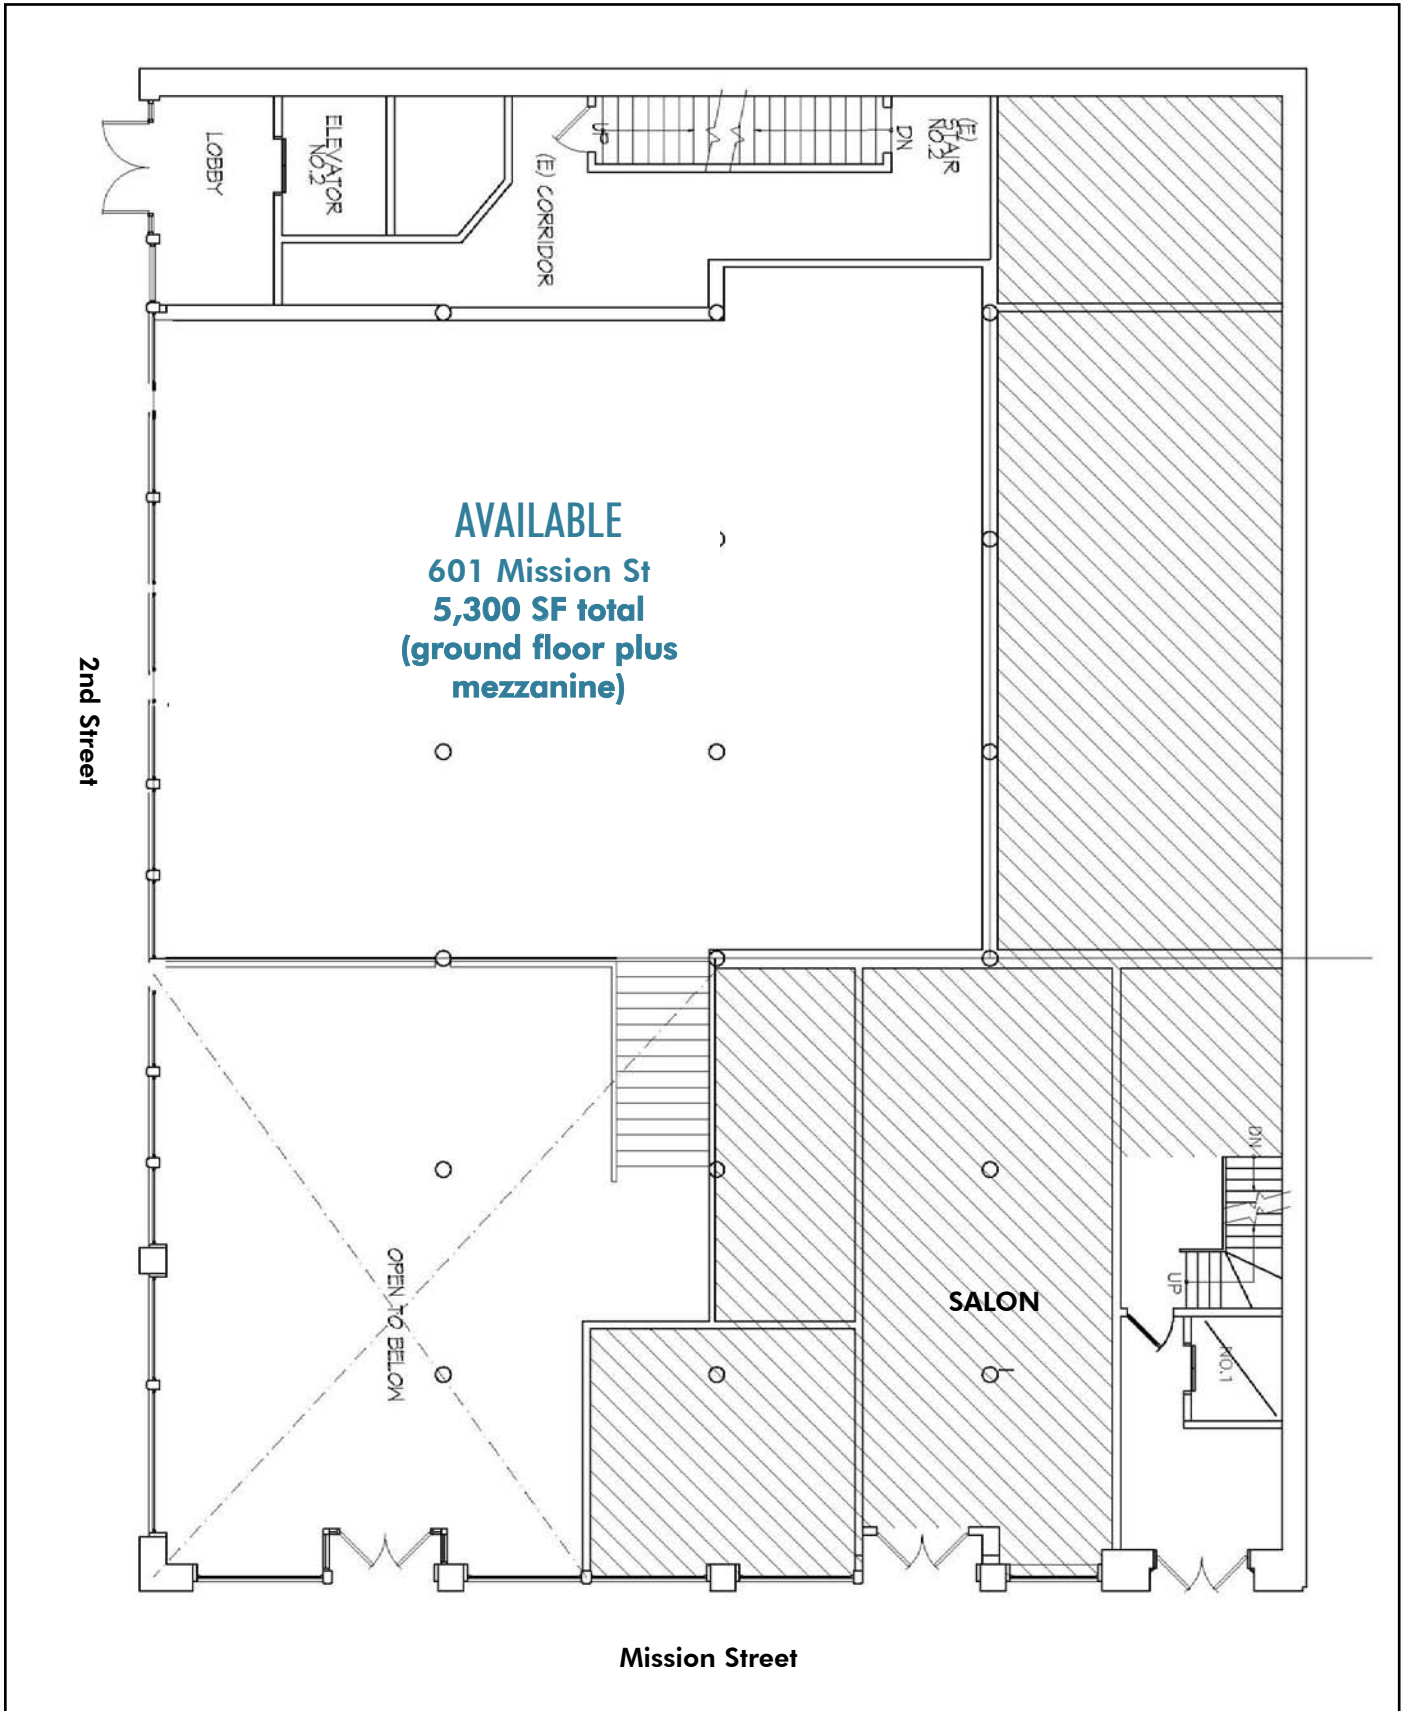 LOBBY
ELEVATOR
NO.2
UP
(E) CORRIDOR
DN
(E)
STAIR
NO.2
AVAILABLE
601 Mission St
5,300 SF total
(ground floor plus
mezzanine)
2nd Street
DN
UP
NO.1
SALON
OPEN TO BELOW
Mission Street